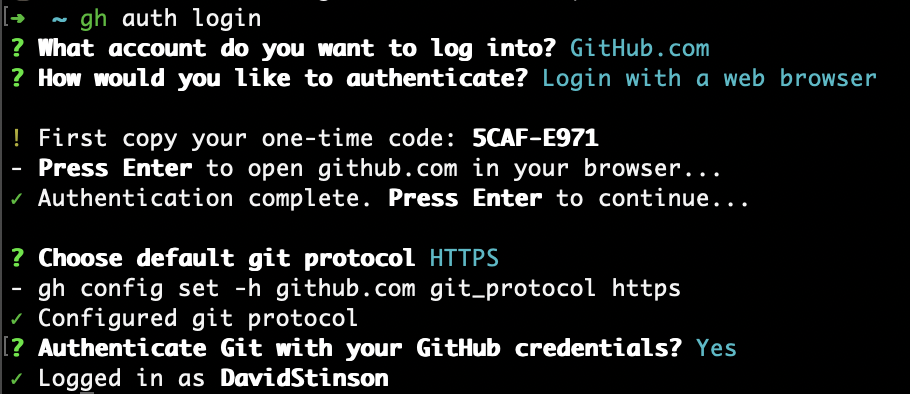 ➜ ~ gh auth login
? What account do you want to log into? GitHub.com
? How would you like to authenticate? Login with a web browser
! First copy your one-time code: 5CAF-E971
- Press Enter to open github.com in your browser...
✓ Authentication complete. Press Enter to continue...
? Choose default git protocol HTTPS
- gh config set -h github.com git_protocol https
✓ Configured git protocol
? Authenticate Git with your GitHub credentials? Yes
✓ Logged in as DavidStinson